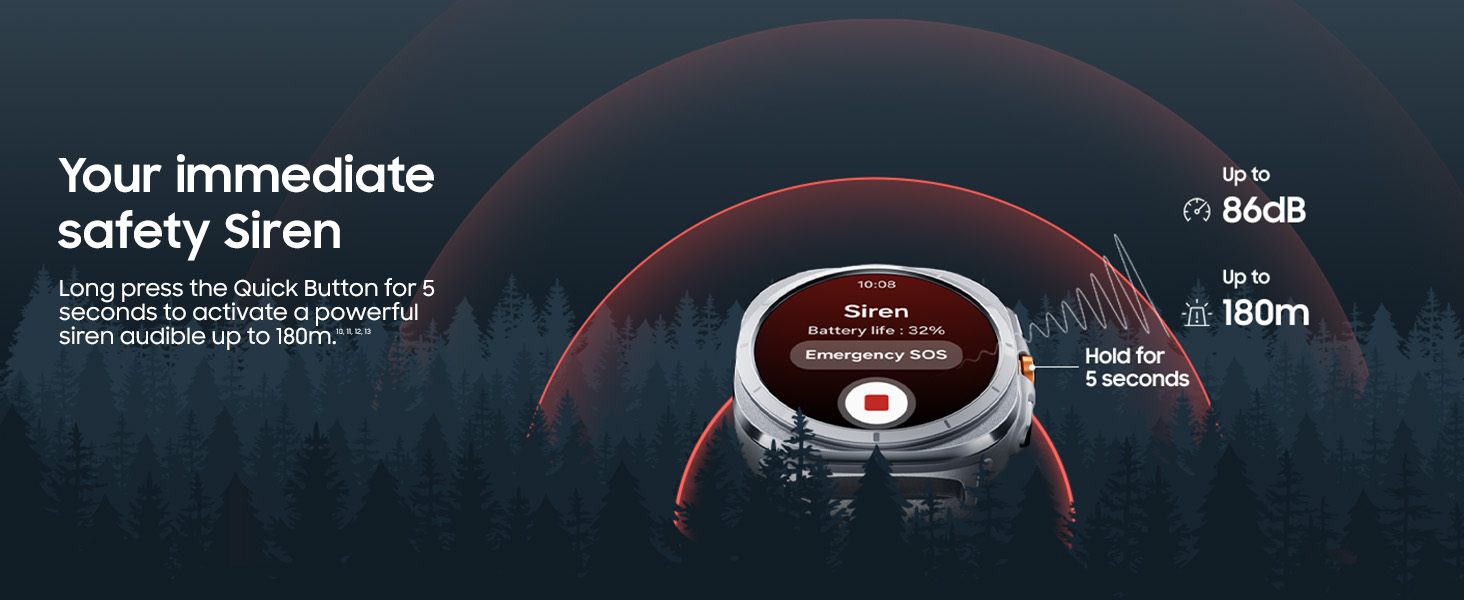 Your immediate
safety Siren
Long press the Quick Button for 5
seconds to activate a powerful
siren audible up to 180m.10, 11, 12, 13
10:08
Siren
Battery life : 32%
Emergency SOS
Up to
86dB
Up to
180m
Hold for
5 seconds